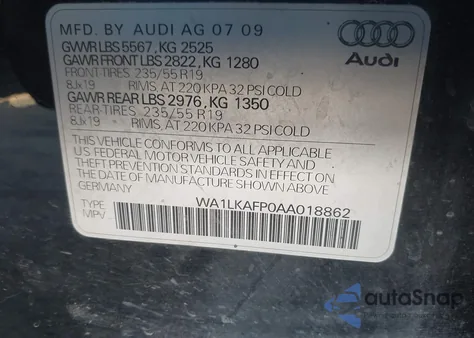 MFD. BY AUDI AG 07 09
GVWR LBS 5567, KG 2525
GAWR FRONT LBS 2822, KG 1280
FRONT-TIRES 235/55 R19
8Jx19 RIMS, AT 220 KPA 32 PSI COLD
GAWR REAR LBS 2976, KG 1350
REAR-TIRES 235/55 R19
8Jx19 RIMS, AT 220 KPA 32 PSI COLD
Audi
THIS VEHICLE CONFORMS TO ALL APPLICABLE
U.S. FEDERAL MOTOR VEHICLE SAFETY AND
THEFT PREVENTION STANDARDS IN EFFECT ON
THE DATE OF MANUFACTURE SHOWN ABOVE.
GERMANY
TYPE
MPV
WA1LKAFP0AA018862
autoSnap